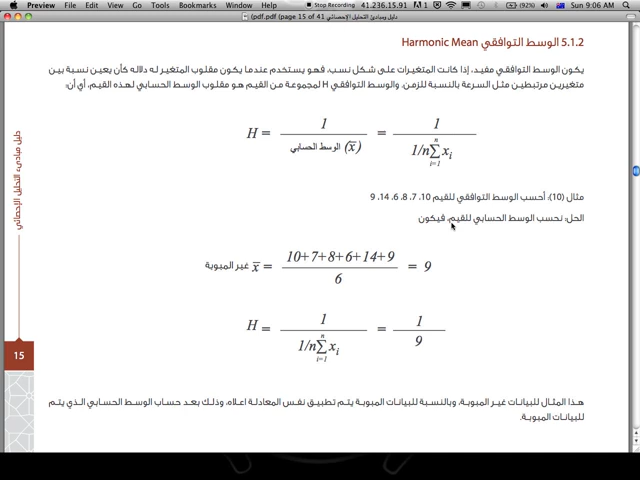 Preview File Edit View Go Tools Bookmarks Window Help Stop Recording 41.236.15.91 1 (92%) Sun 9:06 AM
دليل ومبادئ التحليل الإحصائي pdf.pdf (page 15 of 41)
5.1.2 الوسط التوافقي Harmonic Mean
يكون الوسط التوافقي مفيد، إذا كانت المتغيرات على شكل نسب، فهو يستخدم عندما يكون مقلوب المتغير له دلاله كأن يعين نسبة بين
متغيرين مرتبطين مثل السرعة بالنسبة للزمن. والوسط التوافقي H لمجموعة من القيم هو مقلوب الوسط الحسابي لهذه القيم، أي أن:
H = 1 / الوسط الحسابي (x̅) = 1 / 1/n∑ⁿᵢ₌₁ xᵢ
مثال (10): أحسب الوسط التوافقي للقيم 10، 7، 8، 6، 14، 9
الحل: نحسب الوسط الحسابي للقيم، فيكون
غير المبوبة x̅ = 10+7+8+6+14+9 / 6 = 9
H = 1 / 1/n∑ⁿᵢ₌₁ xᵢ = 1 / 9
هذا المثال للبيانات غير المبوبة، وبالنسبة للبيانات المبوبة يتم تطبيق نفس المعادلة اعلاه، وذلك بعد حساب الوسط الحسابي الذي يتم
للبيانات المبوبة.
دليل مبادىء التحليل الإحصائي
15